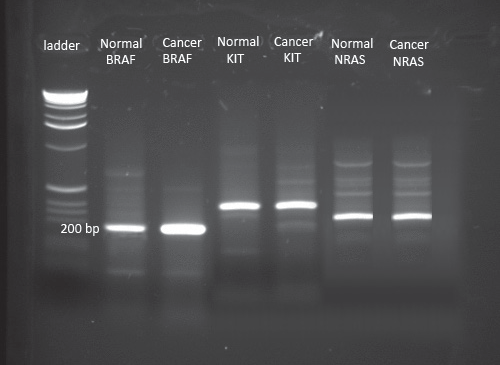 ladder
Normal
BRAF
Cancer
BRAF
Normal
KIT
Cancer
KIT
Normal
NRAS
Cancer
NRAS
200 bp